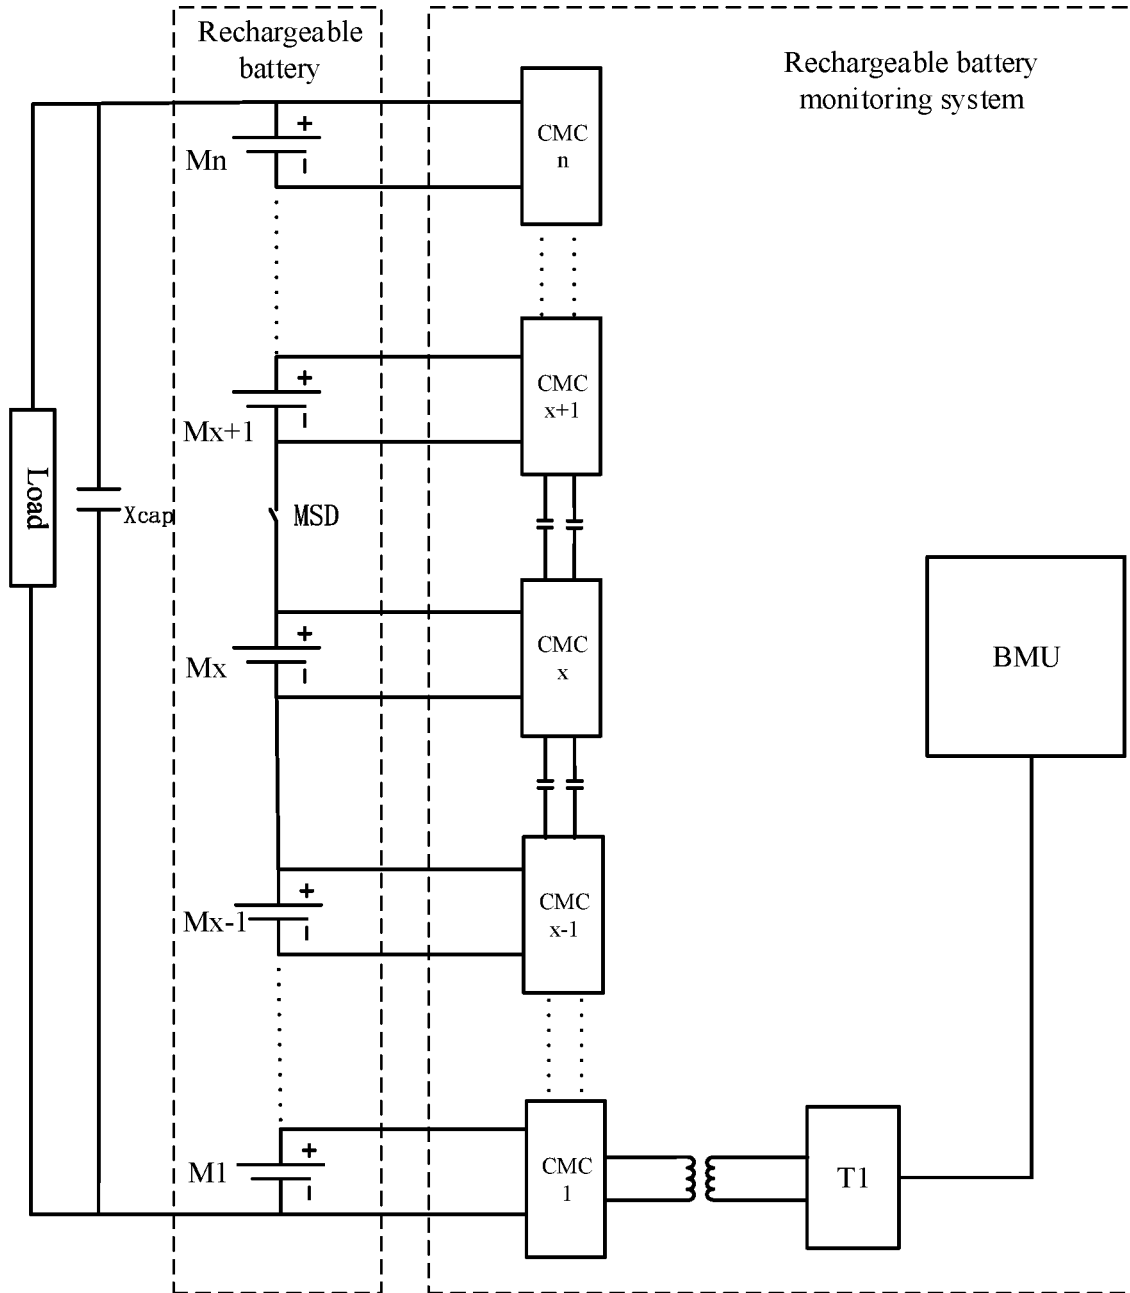 Rechargeable
battery
Rechargeable battery
monitoring system
+
Mn
CMC
n
+
Mx+1
CMC
x+1
Load
Xcap
MSD
+
Mx
CMC
x
BMU
+
Mx-1
CMC
x-1
+
M1
CMC
1
T1